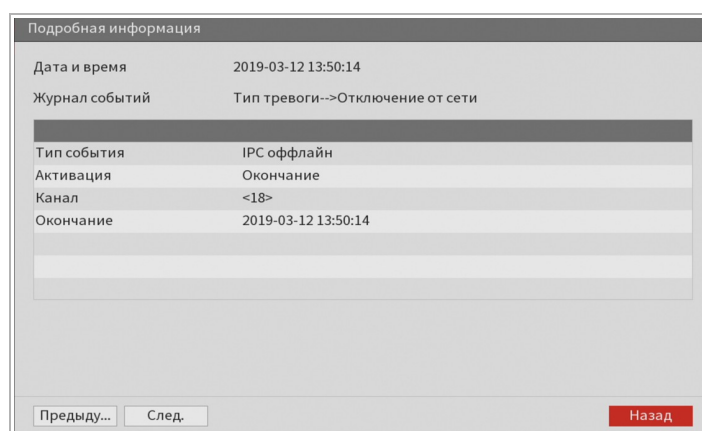 Подробная информация
Дата и время 2019-03-12 13:50:14
Журнал событий Тип тревоги-->Отключение от сети
Тип события IPC оффлайн
Активация Окончание
Канал <18>
Окончание 2019-03-12 13:50:14
Предыду... След. Назад